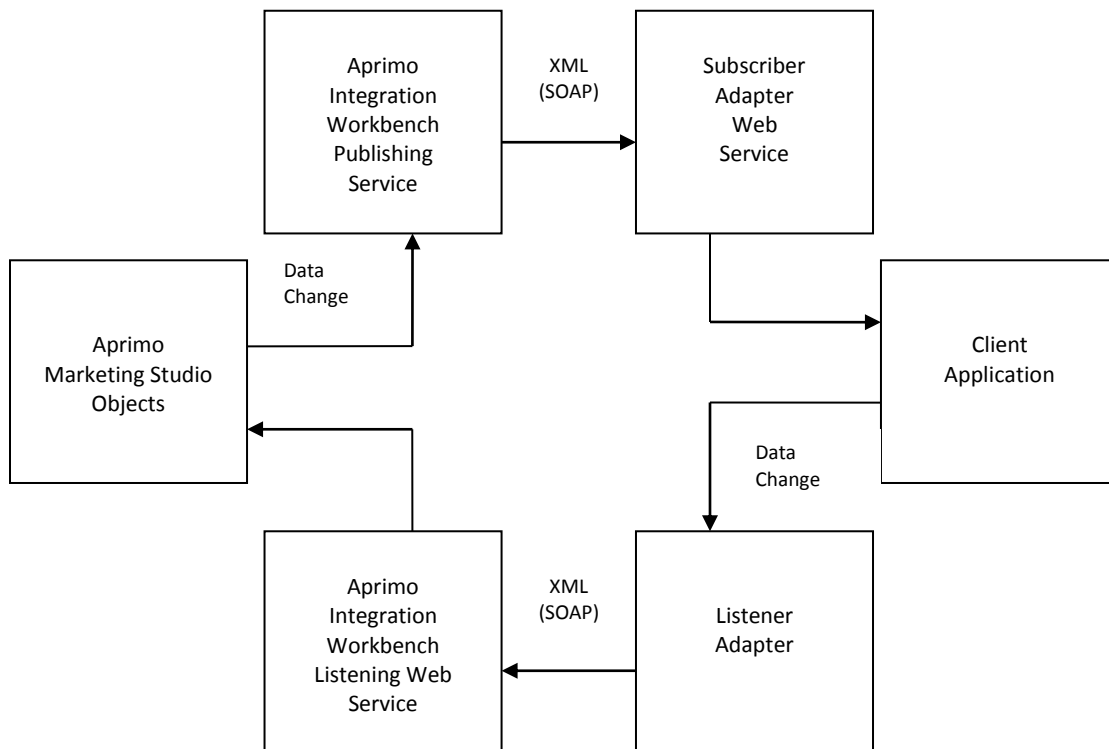 Aprimo
Integration
Workbench
Publishing
Service
XML
(SOAP)
Subscriber
Adapter
Web
Service
Data
Change
Aprimo
Marketing Studio
Objects
Client
Application
Data
Change
Aprimo
Integration
Workbench
Listening Web
Service
XML
(SOAP)
Listener
Adapter